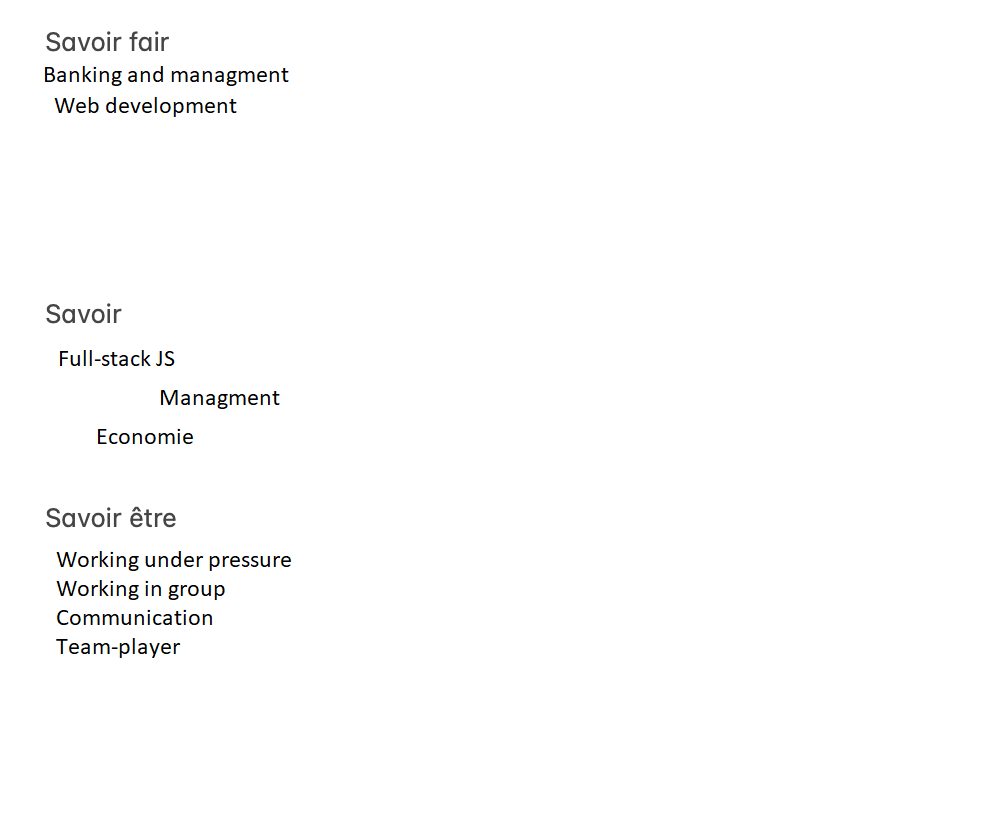 Savoir fair
Banking and managment
Web development
Savoir
Full-stack JS
Managment
Economie
Savoir être
Working under pressure
Working in group
Communication
Team-player